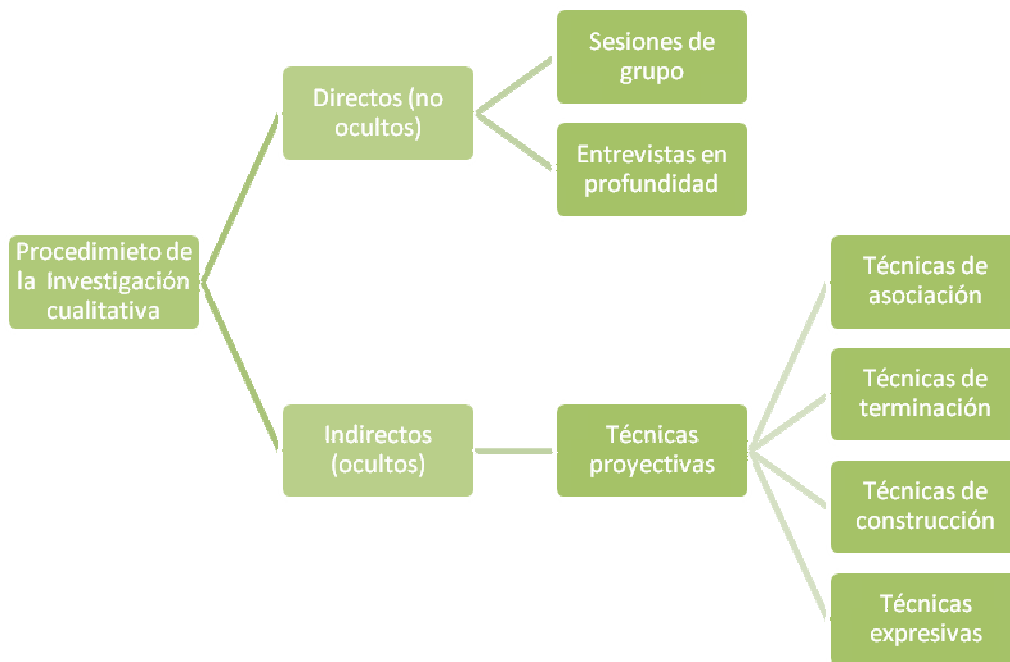 Procedimieto de
la Investigación
cualitativa
Directos (no
ocultos)
Sesiones de
grupo
Entrevistas en
profundidad
Indirectos
(ocultos)
Técnicas
proyectivas
Técnicas de
asociación
Técnicas de
terminación
Técnicas de
construcción
Técnicas
expresivas